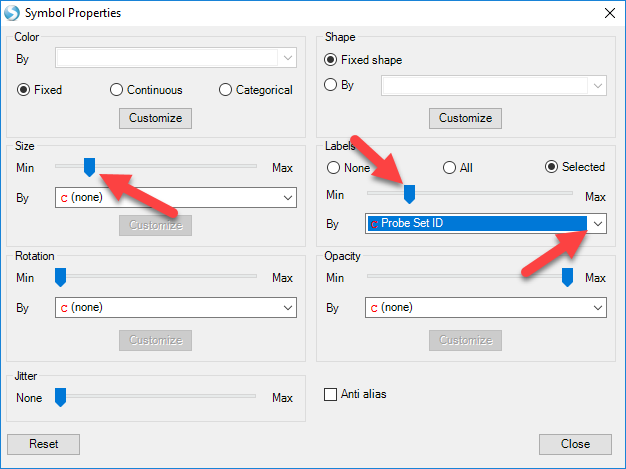 Symbol Properties
Color
By
Fixed
Continuous
Categorical
Customize
Shape
Fixed shape
By
Customize
Size
Min
Max
By
c (none)
Customize
Labels
None
All
Selected
Min
Max
By
c Probe Set ID
Rotation
Min
Max
By
c (none)
Customize
Opacity
Min
Max
By
c (none)
Customize
Jitter
None
Max
Anti alias
Reset
Close